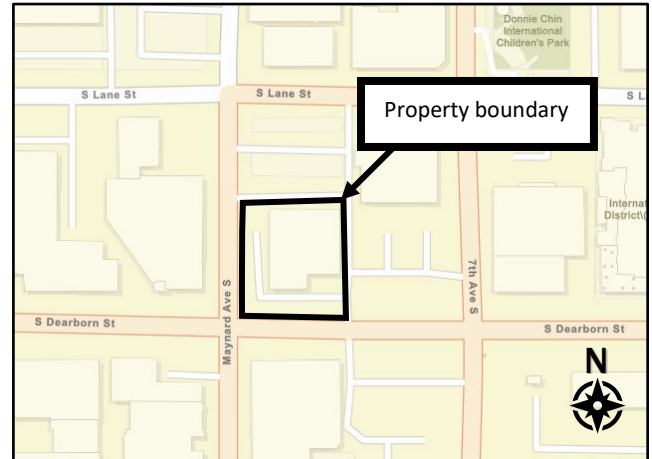 Donnie Chin
International
Children's Park
S Lane St
S Lane St
S L
Property boundary
Internat
District\(
Maynard Ave S
7th Ave S
S Dearborn St
S Dearborn St
N